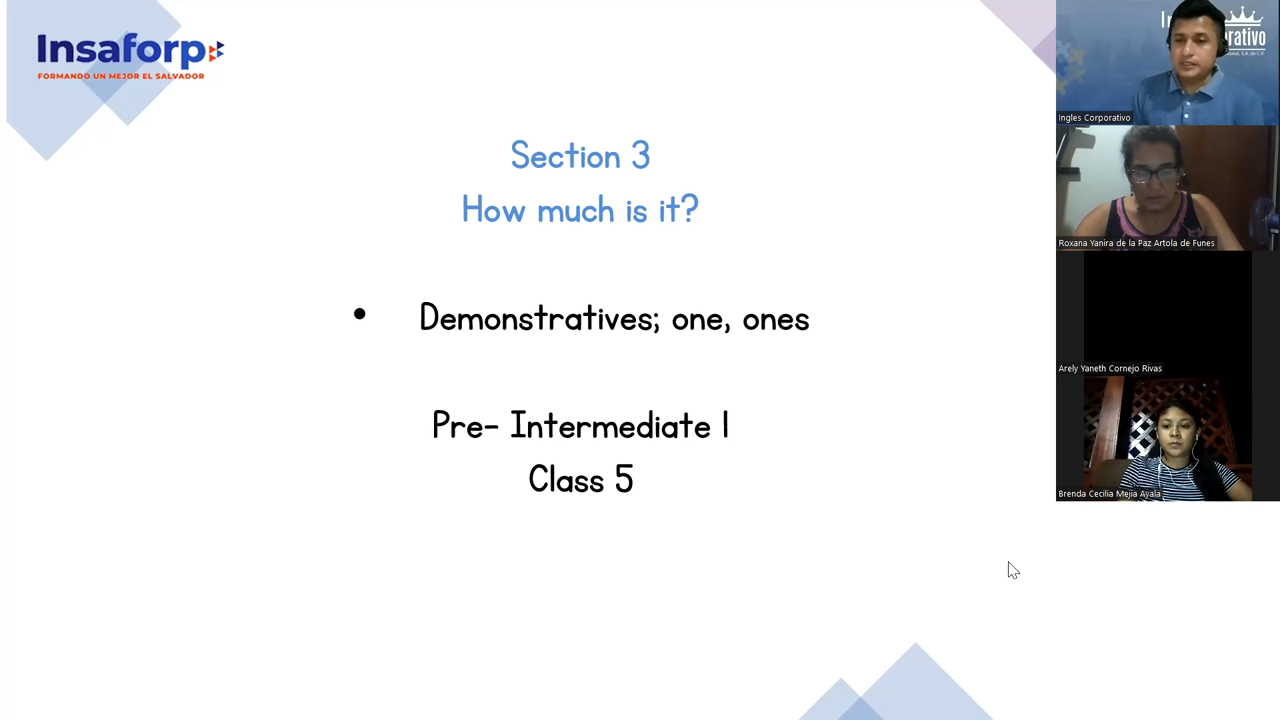 Insaforp
FORMANDO UN MEJOR EL SALVADOR
Section 3
How much is it?
• Demonstratives; one, ones
Pre- Intermediate I
Class 5
Ingles Corporativo
Roxana Yanira de la Paz Artola de Funes
Arely Yaneth Cornejo Rivas
Brenda Cecilia Mejia Ayala